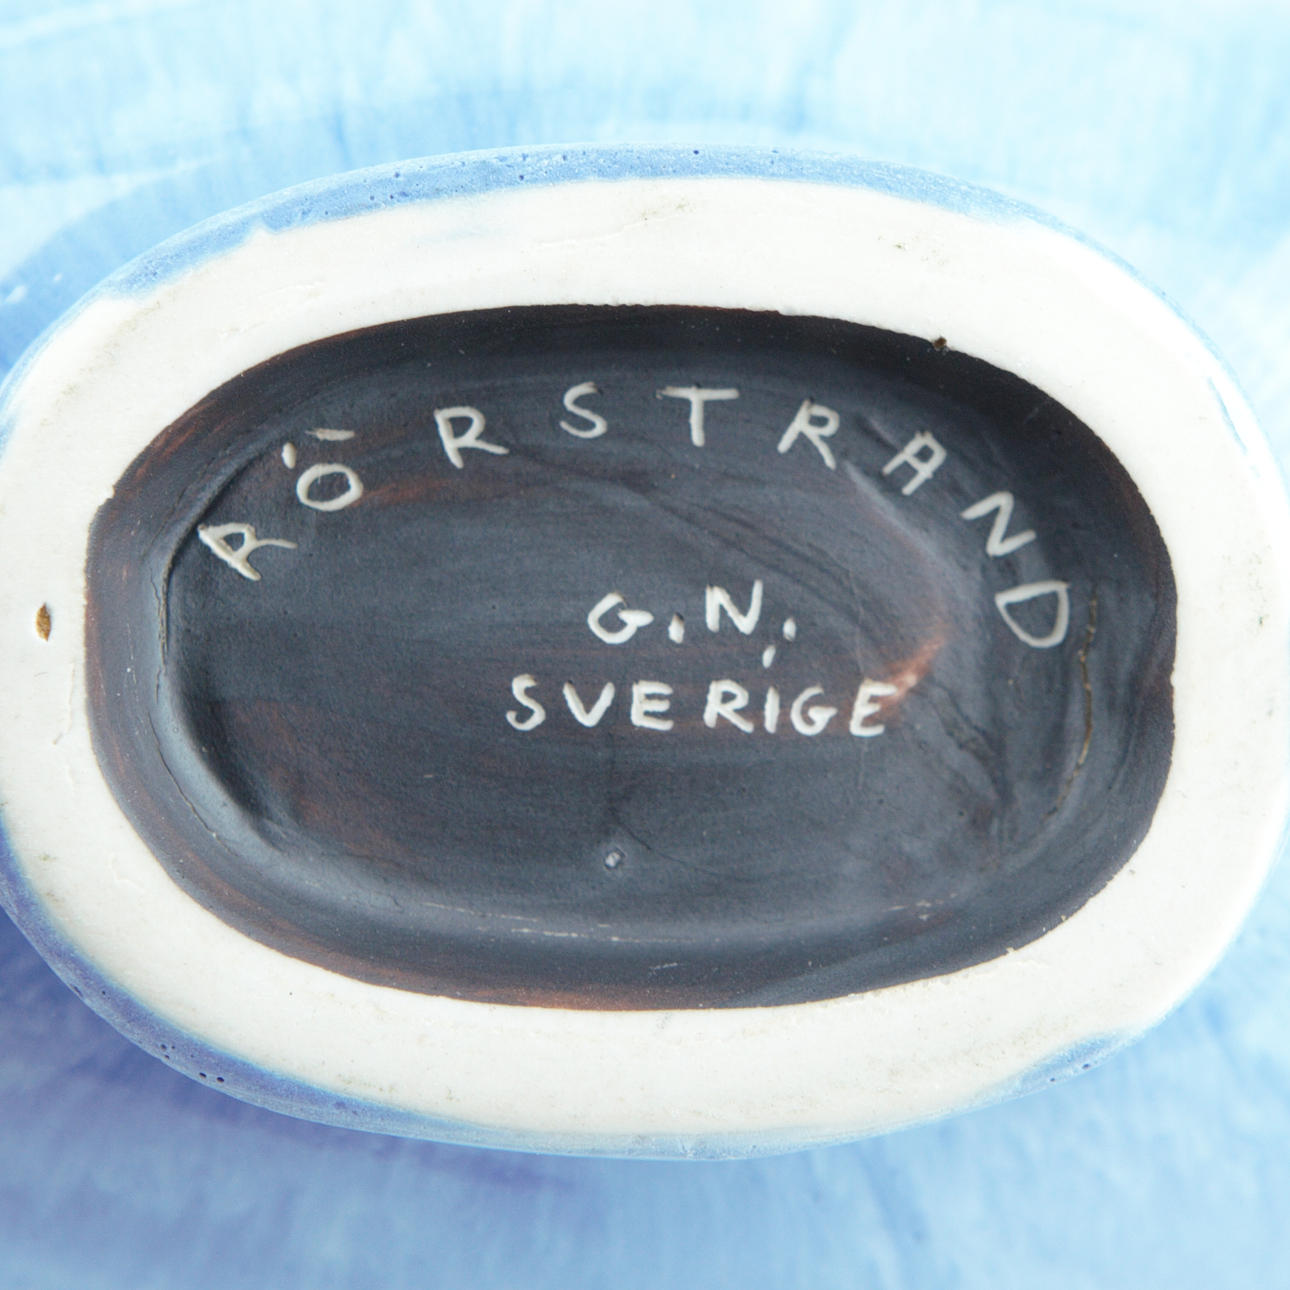 RÖRSTRAND
G.N.
SVERIGE